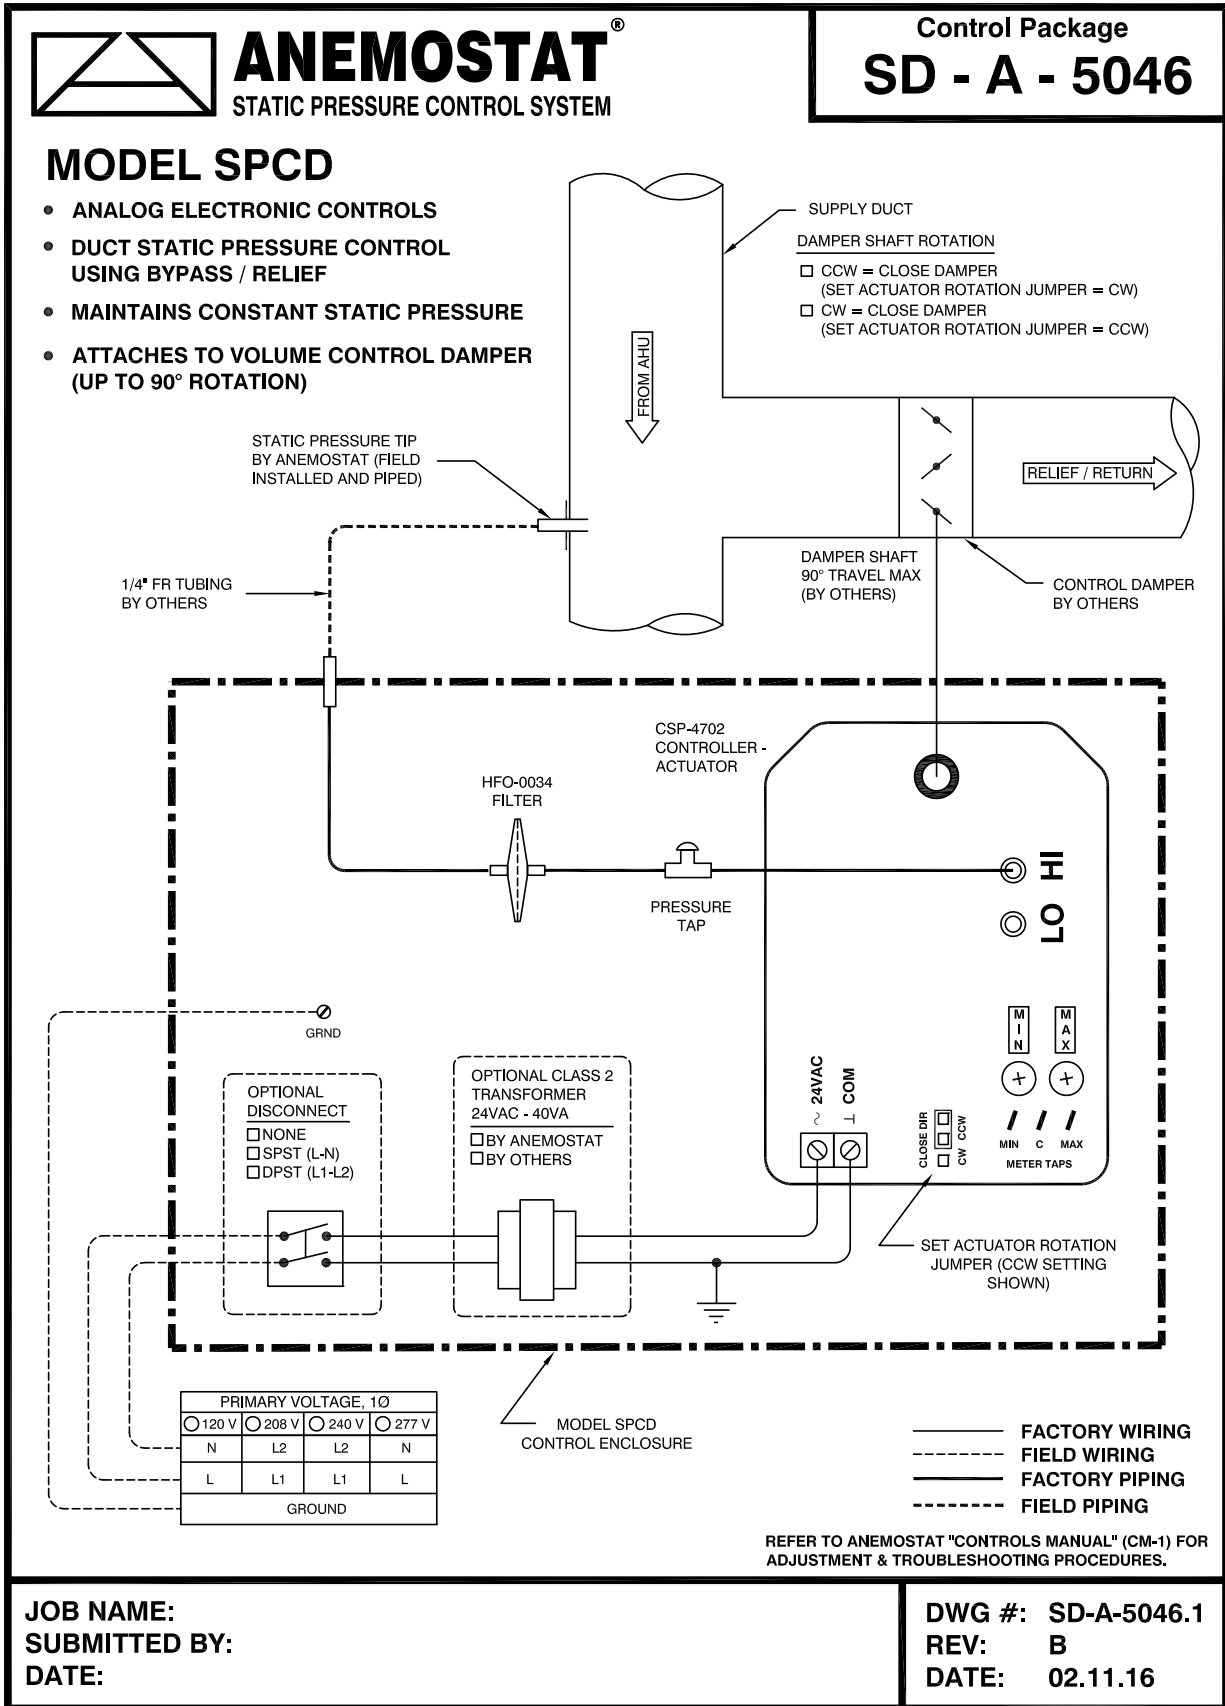 ANEMOSTAT®
STATIC PRESSURE CONTROL SYSTEM
Control Package
SD - A - 5046
MODEL SPCD
• ANALOG ELECTRONIC CONTROLS
• DUCT STATIC PRESSURE CONTROL
USING BYPASS / RELIEF
• MAINTAINS CONSTANT STATIC PRESSURE
• ATTACHES TO VOLUME CONTROL DAMPER
(UP TO 90° ROTATION)
SUPPLY DUCT
DAMPER SHAFT ROTATION
CCW = CLOSE DAMPER
(SET ACTUATOR ROTATION JUMPER = CW)
CW = CLOSE DAMPER
(SET ACTUATOR ROTATION JUMPER = CCW)
FROM AHU
STATIC PRESSURE TIP
BY ANEMOSTAT (FIELD
INSTALLED AND PIPED)
RELIEF / RETURN
1/4" FR TUBING
BY OTHERS
DAMPER SHAFT
90° TRAVEL MAX
(BY OTHERS)
CONTROL DAMPER
BY OTHERS
CSP-4702
CONTROLLER -
ACTUATOR
HFO-0034
FILTER
PRESSURE
TAP
HI
LO
GRND
MIN
MAX
24VAC
COM
~
⊥
CLOSE DIR
CW CCW
MIN C MAX
METER TAPS
OPTIONAL
DISCONNECT
NONE
SPST (L-N)
DPST (L1-L2)
OPTIONAL CLASS 2
TRANSFORMER
24VAC - 40VA
BY ANEMOSTAT
BY OTHERS
SET ACTUATOR ROTATION
JUMPER (CCW SETTING
SHOWN)
PRIMARY VOLTAGE, 1Ø
120 V 208 V 240 V 277 V
N L2 L2 N
L L1 L1 L
GROUND
MODEL SPCD
CONTROL ENCLOSURE
FACTORY WIRING
FIELD WIRING
FACTORY PIPING
FIELD PIPING
REFER TO ANEMOSTAT "CONTROLS MANUAL" (CM-1) FOR
ADJUSTMENT & TROUBLESHOOTING PROCEDURES.
JOB NAME:
SUBMITTED BY:
DATE:
DWG #: SD-A-5046.1
REV: B
DATE: 02.11.16